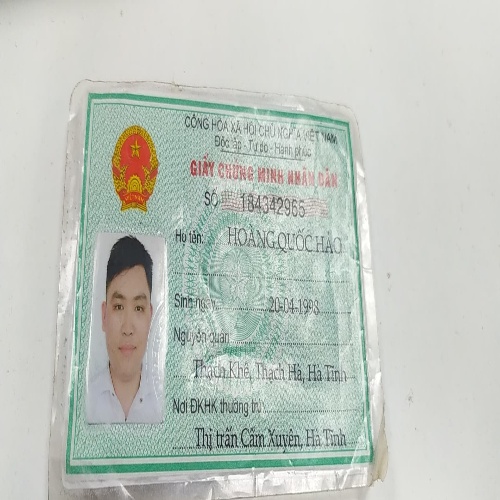 CỘNG HÒA XÃ HỘI CHỦ NGHĨA VIỆT NAM
Độc lập - Tự do - Hạnh phúc
GIẤY CHỨNG MINH NHÂN DÂN
SỐ 184342965
Họ tên: HOÀNG QUỐC HẢO
Sinh ngày 20-04-1998
Nguyên quán
Thạch Khê, Thạch Hà, Hà Tĩnh
Nơi ĐKHK thường trú
Thị trấn Cẩm Xuyên, Hà Tĩnh